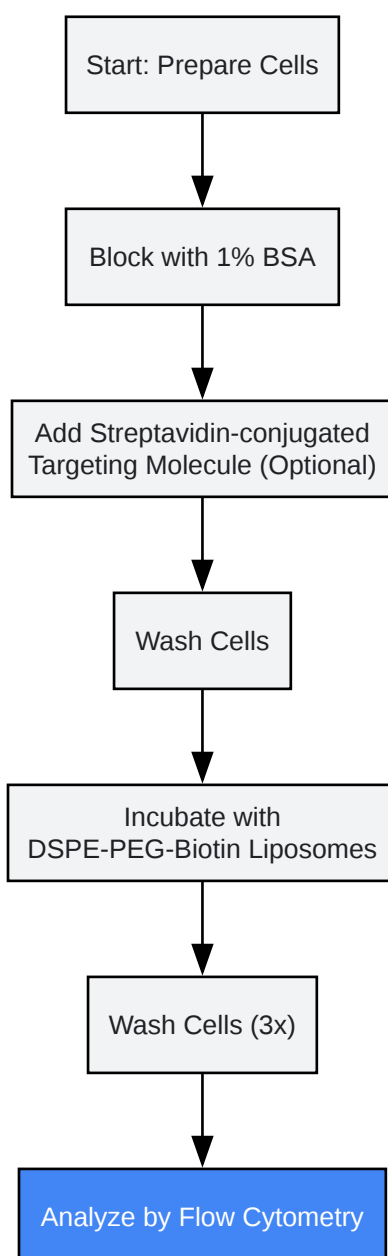 Start: Prepare Cells
Block with 1% BSA
Add Streptavidin-conjugated
Targeting Molecule (Optional)
Wash Cells
Incubate with
DSPE-PEG-Biotin Liposomes
Wash Cells (3x)
Analyze by Flow Cytometry